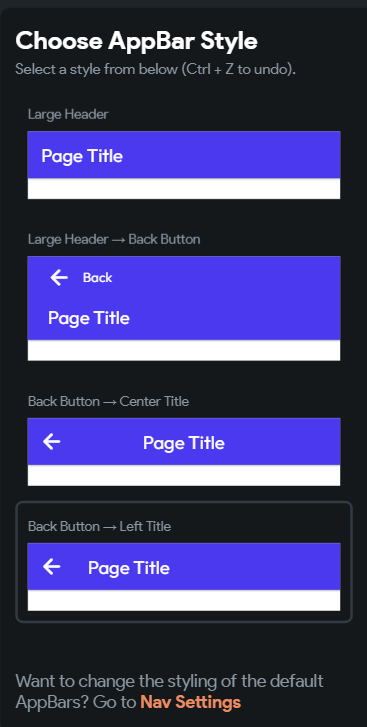 Choose AppBar Style
Select a style from below (Ctrl + Z to undo).
Large Header
Page Title
Large Header → Back Button
Back
Page Title
Back Button → Center Title
Page Title
Back Button → Left Title
Page Title
Want to change the styling of the default
AppBars? Go to Nav Settings